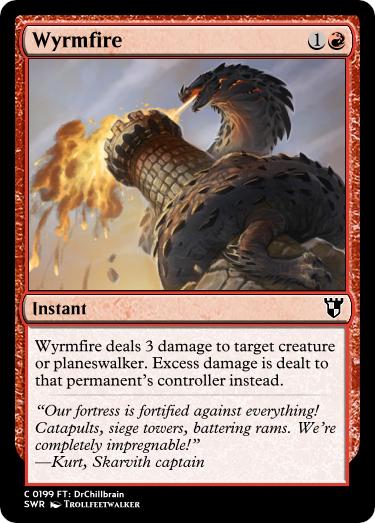 Wyrmfire
1
Instant
Wyrmfire deals 3 damage to target creature
or planeswalker. Excess damage is dealt to
that permanent's controller instead.
“Our fortress is fortified against everything!
Catapults, siege towers, battering rams. We're
completely impregnable!”
—Kurt, Skarvith captain
C 0199 FT: DrChillbrain
SWR Trollfeetwalker